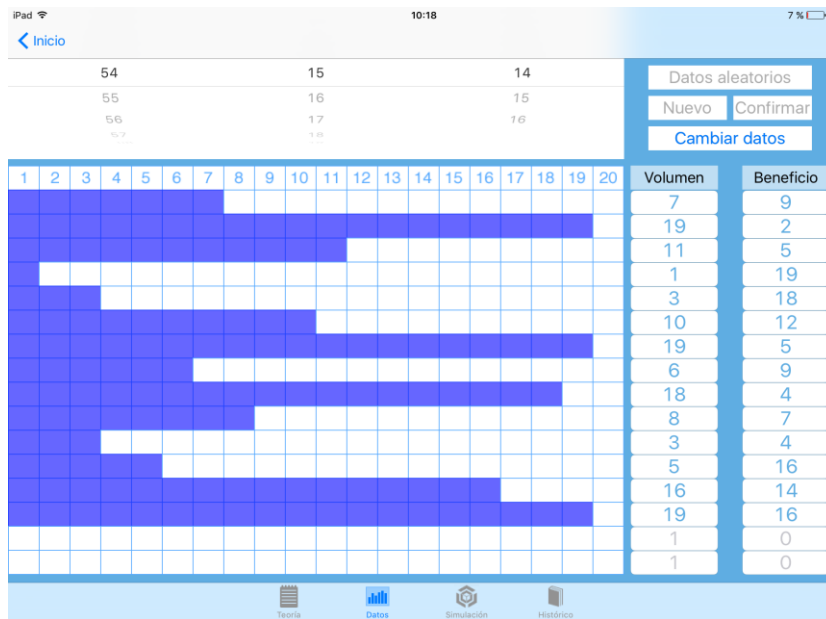 iPad 10:18 7 %
Inicio
54 15 14
55 16 15
56 17 16
57 18
Datos aleatorios
Nuevo Confirmar
Cambiar datos
1 2 3 4 5 6 7 8 9 10 11 12 13 14 15 16 17 18 19 20 Volumen Beneficio
7 9
19 2
11 5
1 19
3 18
10 12
19 5
6 9
18 4
8 7
3 4
5 16
16 14
19 16
1 0
1 0
Teoría Datos Simulación Histórico